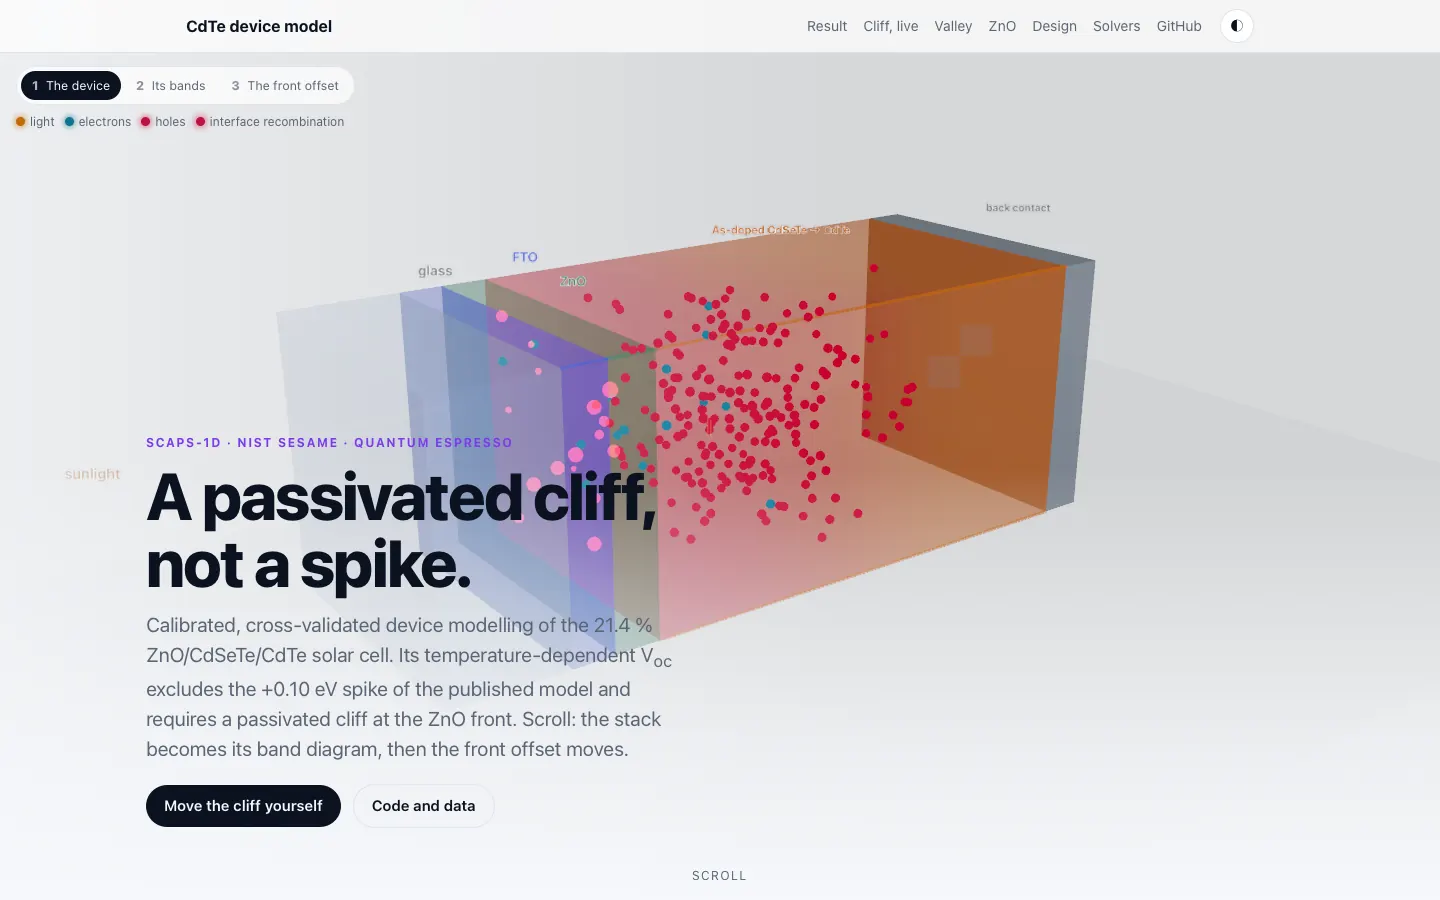 CdTe device model
Result Cliff, live Valley ZnO Design Solvers GitHub
1 The device 2 Its bands 3 The front offset
light electrons holes interface recombination
back contact
As-doped CdSeTe → CdTe
FTO
glass
ZnO
SCAPS-1D · NIST SESAME · QUANTUM ESPRESSO
sunlight
A passivated cliff,
not a spike.
Calibrated, cross-validated device modelling of the 21.4 %
ZnO/CdSeTe/CdTe solar cell. Its temperature-dependent Voc
excludes the +0.10 eV spike of the published model and
requires a passivated cliff at the ZnO front. Scroll: the stack
becomes its band diagram, then the front offset moves.
Move the cliff yourself Code and data
SCROLL